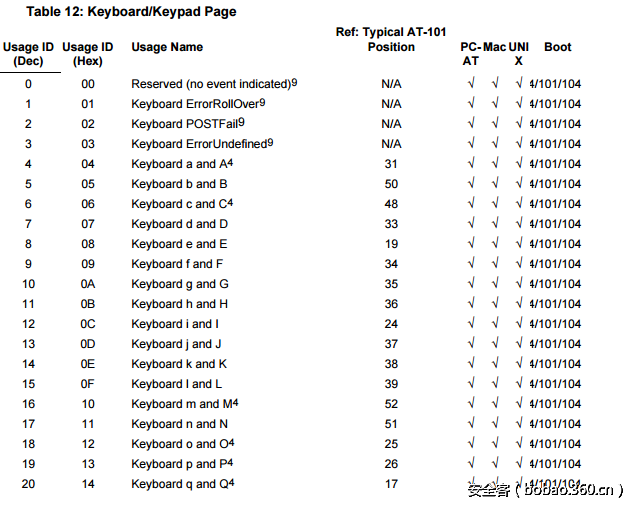 Table 12: Keyboard/Keypad Page
Usage ID (Dec) Usage ID (Hex) Usage Name Ref: Typical AT-101 Position PC-AT Mac UNIX Boot
0 00 Reserved (no event indicated)9 N/A √ √ √ 4/101/104
1 01 Keyboard ErrorRollOver9 N/A √ √ √ 4/101/104
2 02 Keyboard POSTFail9 N/A √ √ √ 4/101/104
3 03 Keyboard ErrorUndefined9 N/A √ √ √ 4/101/104
4 04 Keyboard a and A4 31 √ √ √ 4/101/104
5 05 Keyboard b and B 50 √ √ √ 4/101/104
6 06 Keyboard c and C4 48 √ √ √ 4/101/104
7 07 Keyboard d and D 33 √ √ √ 4/101/104
8 08 Keyboard e and E 19 √ √ √ 4/101/104
9 09 Keyboard f and F 34 √ √ √ 4/101/104
10 0A Keyboard g and G 35 √ √ √ 4/101/104
11 0B Keyboard h and H 36 √ √ √ 4/101/104
12 0C Keyboard i and I 24 √ √ √ 4/101/104
13 0D Keyboard j and J 37 √ √ √ 4/101/104
14 0E Keyboard k and K 38 √ √ √ 4/101/104
15 0F Keyboard l and L 39 √ √ √ 4/101/104
16 10 Keyboard m and M4 52 √ √ √ 4/101/104
17 11 Keyboard n and N 51 √ √ √ 4/101/104
18 12 Keyboard o and O4 25 √ √ √ 4/101/104
19 13 Keyboard p and P4 26 √ √ √ 4/101/104
20 14 Keyboard q and Q4 17 √ √ √ 4/101/104
安全客（bobao.360.cn）